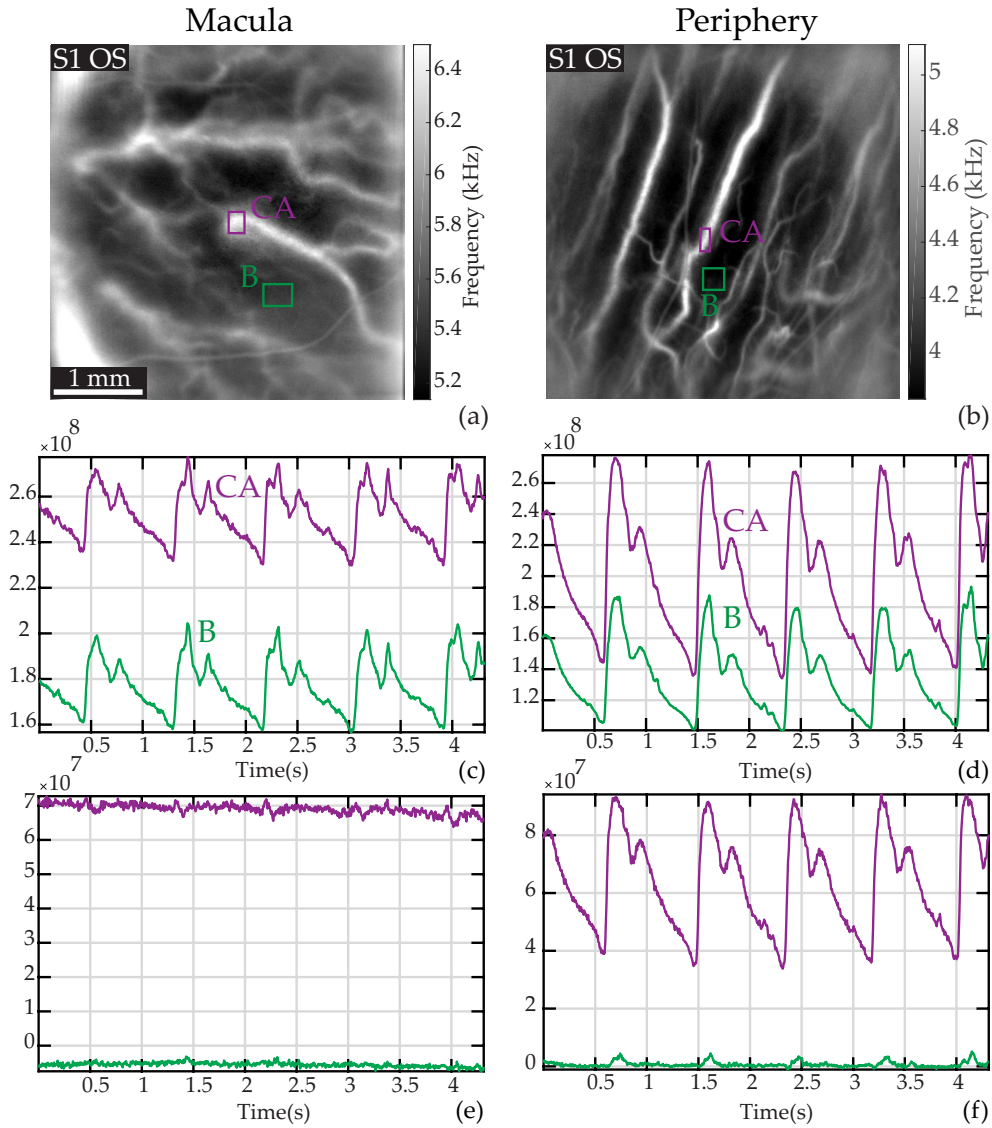 Macula
Periphery
S1 OS
CA
B
1 mm
6.4
6.2
6
5.8
5.6
5.4
5.2
Frequency (kHz)
(a)
S1 OS
CA
B
5
4.8
4.6
4.4
4.2
4
Frequency (kHz)
(b)
×10 8
2.6
2.4
2.2
2
1.8
1.6
CA
B
0.5 1 1.5 2 2.5 3 3.5 4
Time(s)
(c)
×10 8
2.6
2.4
2.2
1.8
1.6
1.4
1.2
CA
B
0.5 1 1.5 2 2.5 3 3.5 4
Time(s)
(d)
×10 7
7
6
5
4
3
2
1
0
0.5 1 1.5 2 2.5 3 3.5 4
Time(s)
(e)
×10 7
8
6
4
2
0
0.5 1 1.5 2 2.5 3 3.5 4
Time(s)
(f)